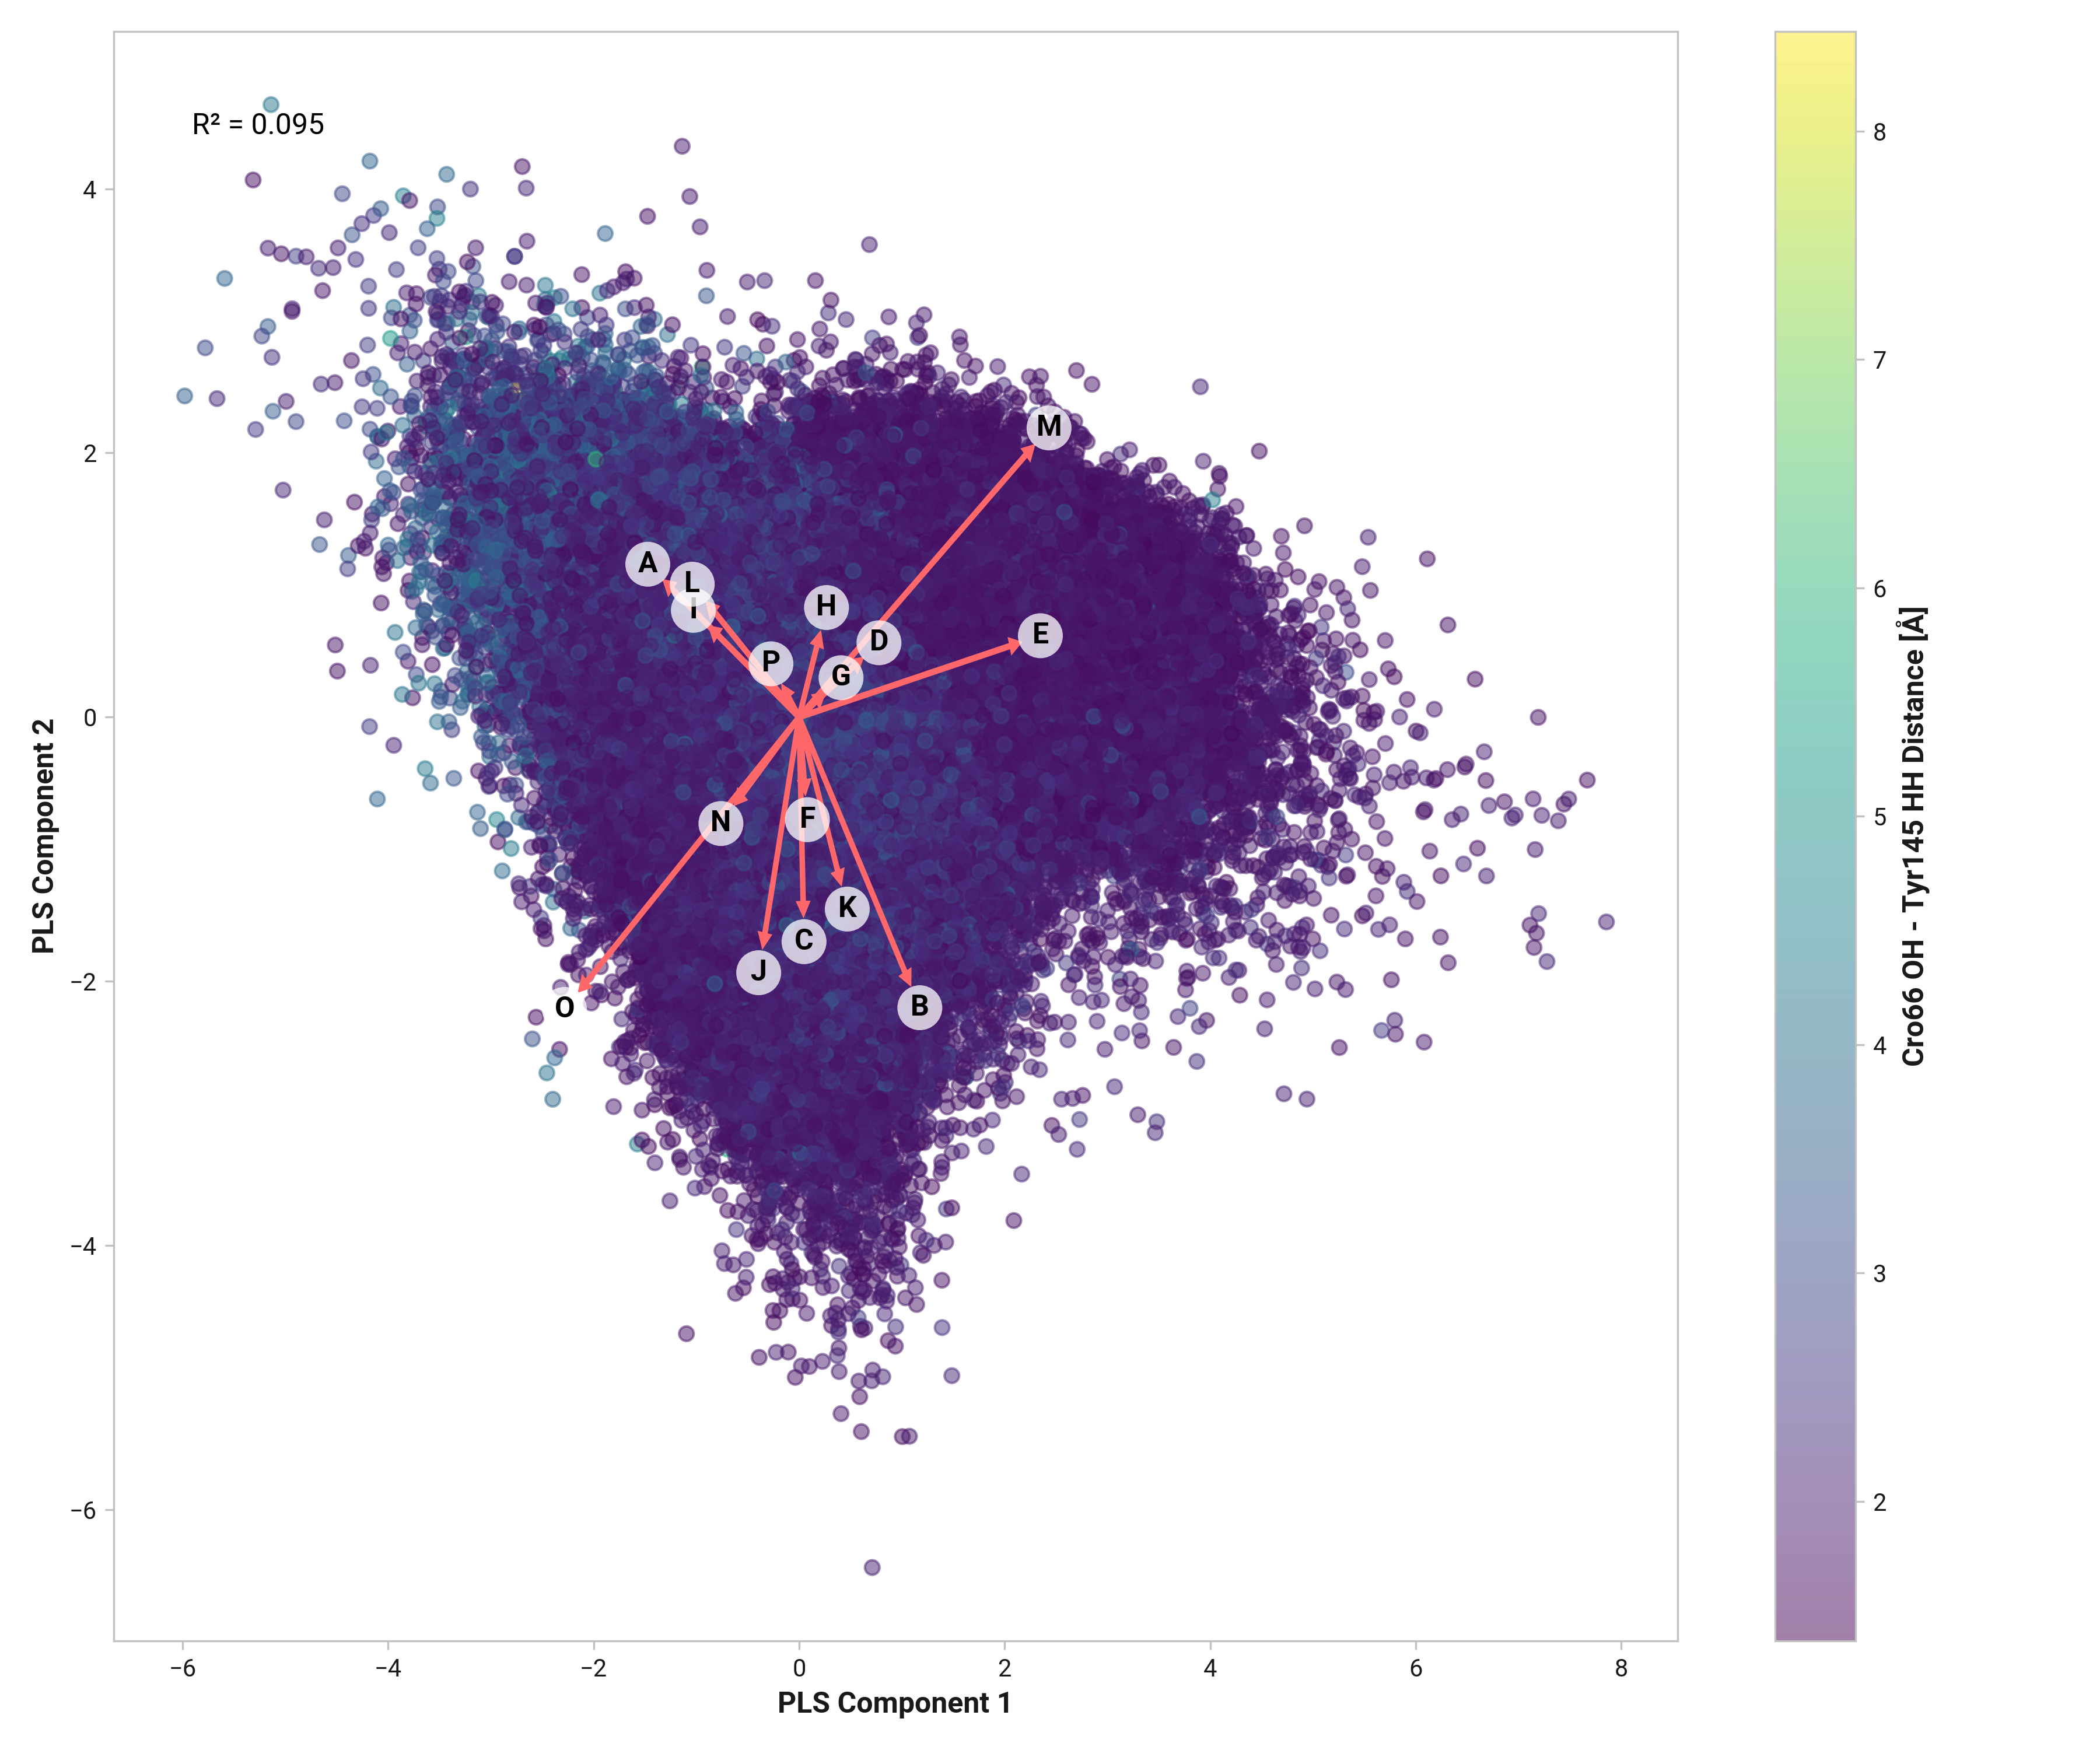 R² = 0.095
4
2
0
−2
−4
−6
PLS Component 2
M
A
L
I
H
D
E
P
G
N
F
K
C
J
O
B
−6
−4
−2
0
2
4
6
8
PLS Component 1
8
7
6
5
4
3
2
Cro66 OH - Tyr145 HH Distance [Å]